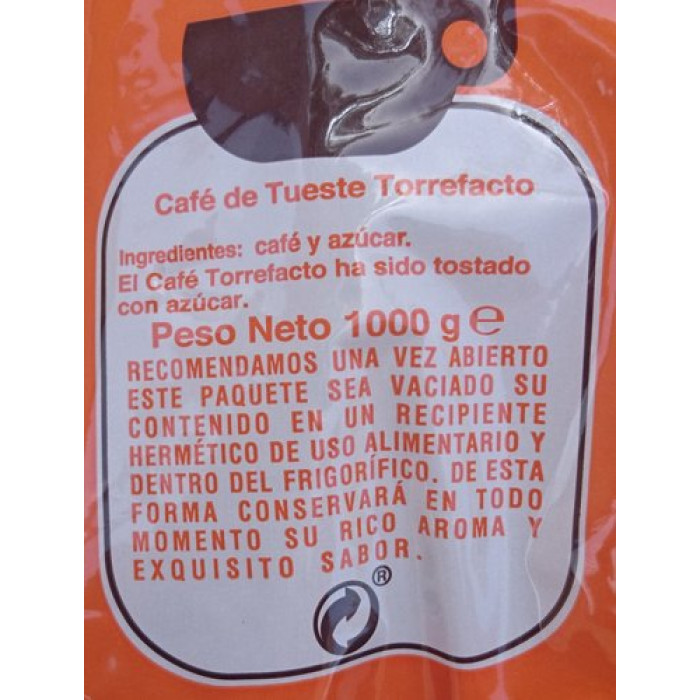 Café de Tueste Torrefacto
Ingredientes: café y azúcar.
El Café Torrefacto ha sido tostado
con azúcar.
Peso Neto 1000 g ℮
RECOMENDAMOS UNA VEZ ABIERTO
ESTE PAQUETE SEA VACIADO SU
CONTENIDO EN UN RECIPIENTE
HERMÉTICO DE USO ALIMENTARIO Y
DENTRO DEL FRIGORÍFICO. DE ESTA
FORMA CONSERVARÁ EN TODO
MOMENTO SU RICO AROMA Y
EXQUISITO SABOR.
®